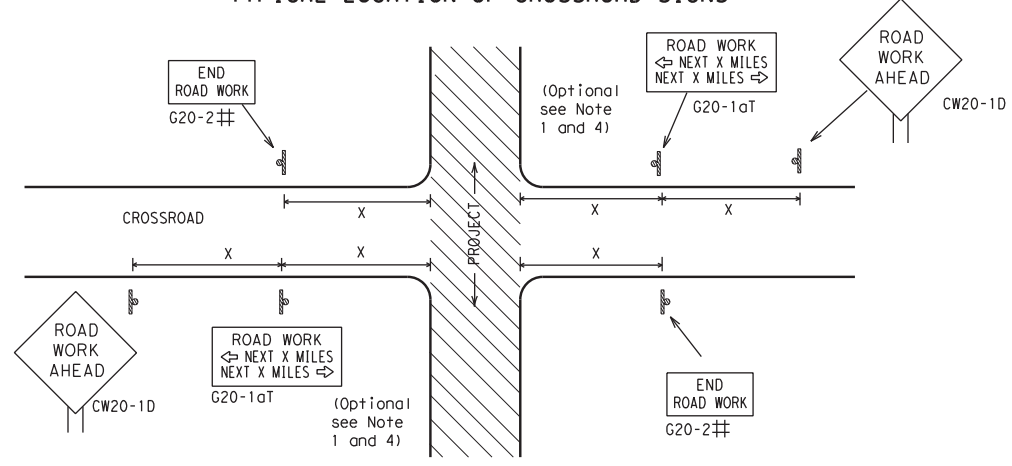 TYPICAL LOCATION OF CROSSROAD SIGNS
ROAD WORK
⇦ NEXT X MILES
NEXT X MILES ⇨
G20-1aT
ROAD
WORK
AHEAD
CW20-1D
END
ROAD WORK
G20-2#
(Optional
see Note
1 and 4)
X
X
X
CROSSROAD
PROJECT
X
X
X
ROAD
WORK
AHEAD
CW20-1D
ROAD WORK
⇦ NEXT X MILES
NEXT X MILES ⇨
G20-1aT
(Optional
see Note
1 and 4)
END
ROAD WORK
G20-2#